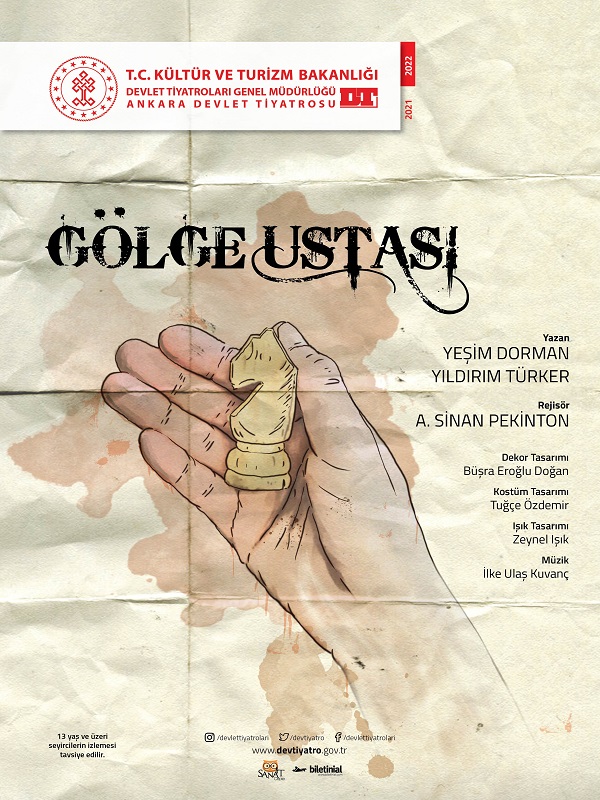 T.C. KÜLTÜR VE TURİZM BAKANLIĞI
DEVLET TİYATROLARI GENEL MÜDÜRLÜĞÜ
ANKARA DEVLET TİYATROSU
DT
2021
2022
GÖLGE USTASI
Yazan
YEŞİM DORMAN
YILDIRIM TÜRKER
Rejisör
A. SİNAN PEKİNTON
Dekor Tasarımı
Büşra Eroğlu Doğan
Kostüm Tasarımı
Tuğçe Özdemir
Işık Tasarımı
Zeynel Işık
Müzik
İlke Ulaş Kuvanç
13 yaş ve üzeri
seyircilerin izlemesi
tavsiye edilir.
/devlettiyatrolari /devtiyatro /devlettiyatrolari
www.devtiyatro.gov.tr
SANAT biletinial